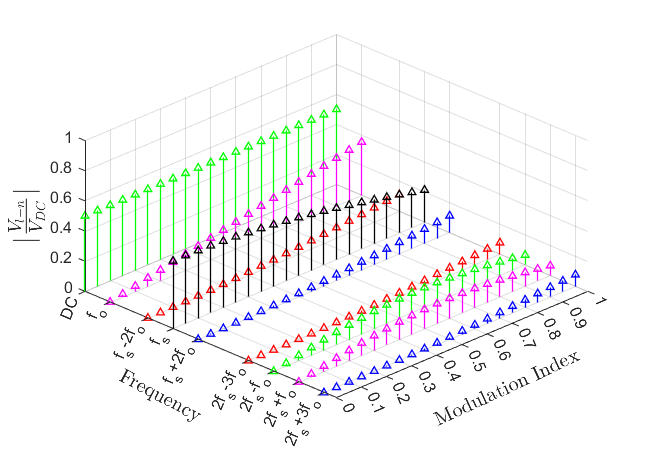 1
0.8
0.6
0.4
0.2
0
|V_{l-n}/V_{DC}|
DC
f_o
f_s-2f_o
f_s
f_s+2f_o
2f_s-3f_o
2f_s-f_o
2f_s+f_o
2f_s+3f_o
Frequency
0
0.1
0.2
0.3
0.4
0.5
0.6
0.7
0.8
0.9
1
Modulation Index